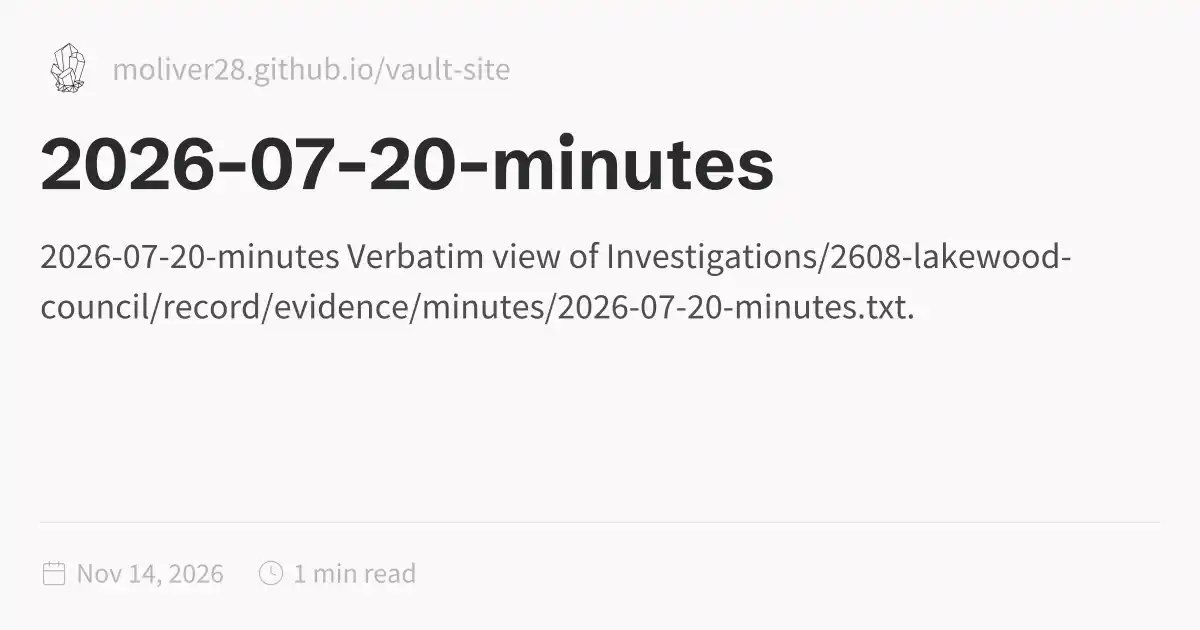 moliver28.github.io/vault-site
2026-07-20-minutes
2026-07-20-minutes Verbatim view of Investigations/2608-lakewood-
council/record/evidence/minutes/2026-07-20-minutes.txt.
Nov 14, 2026
1 min read